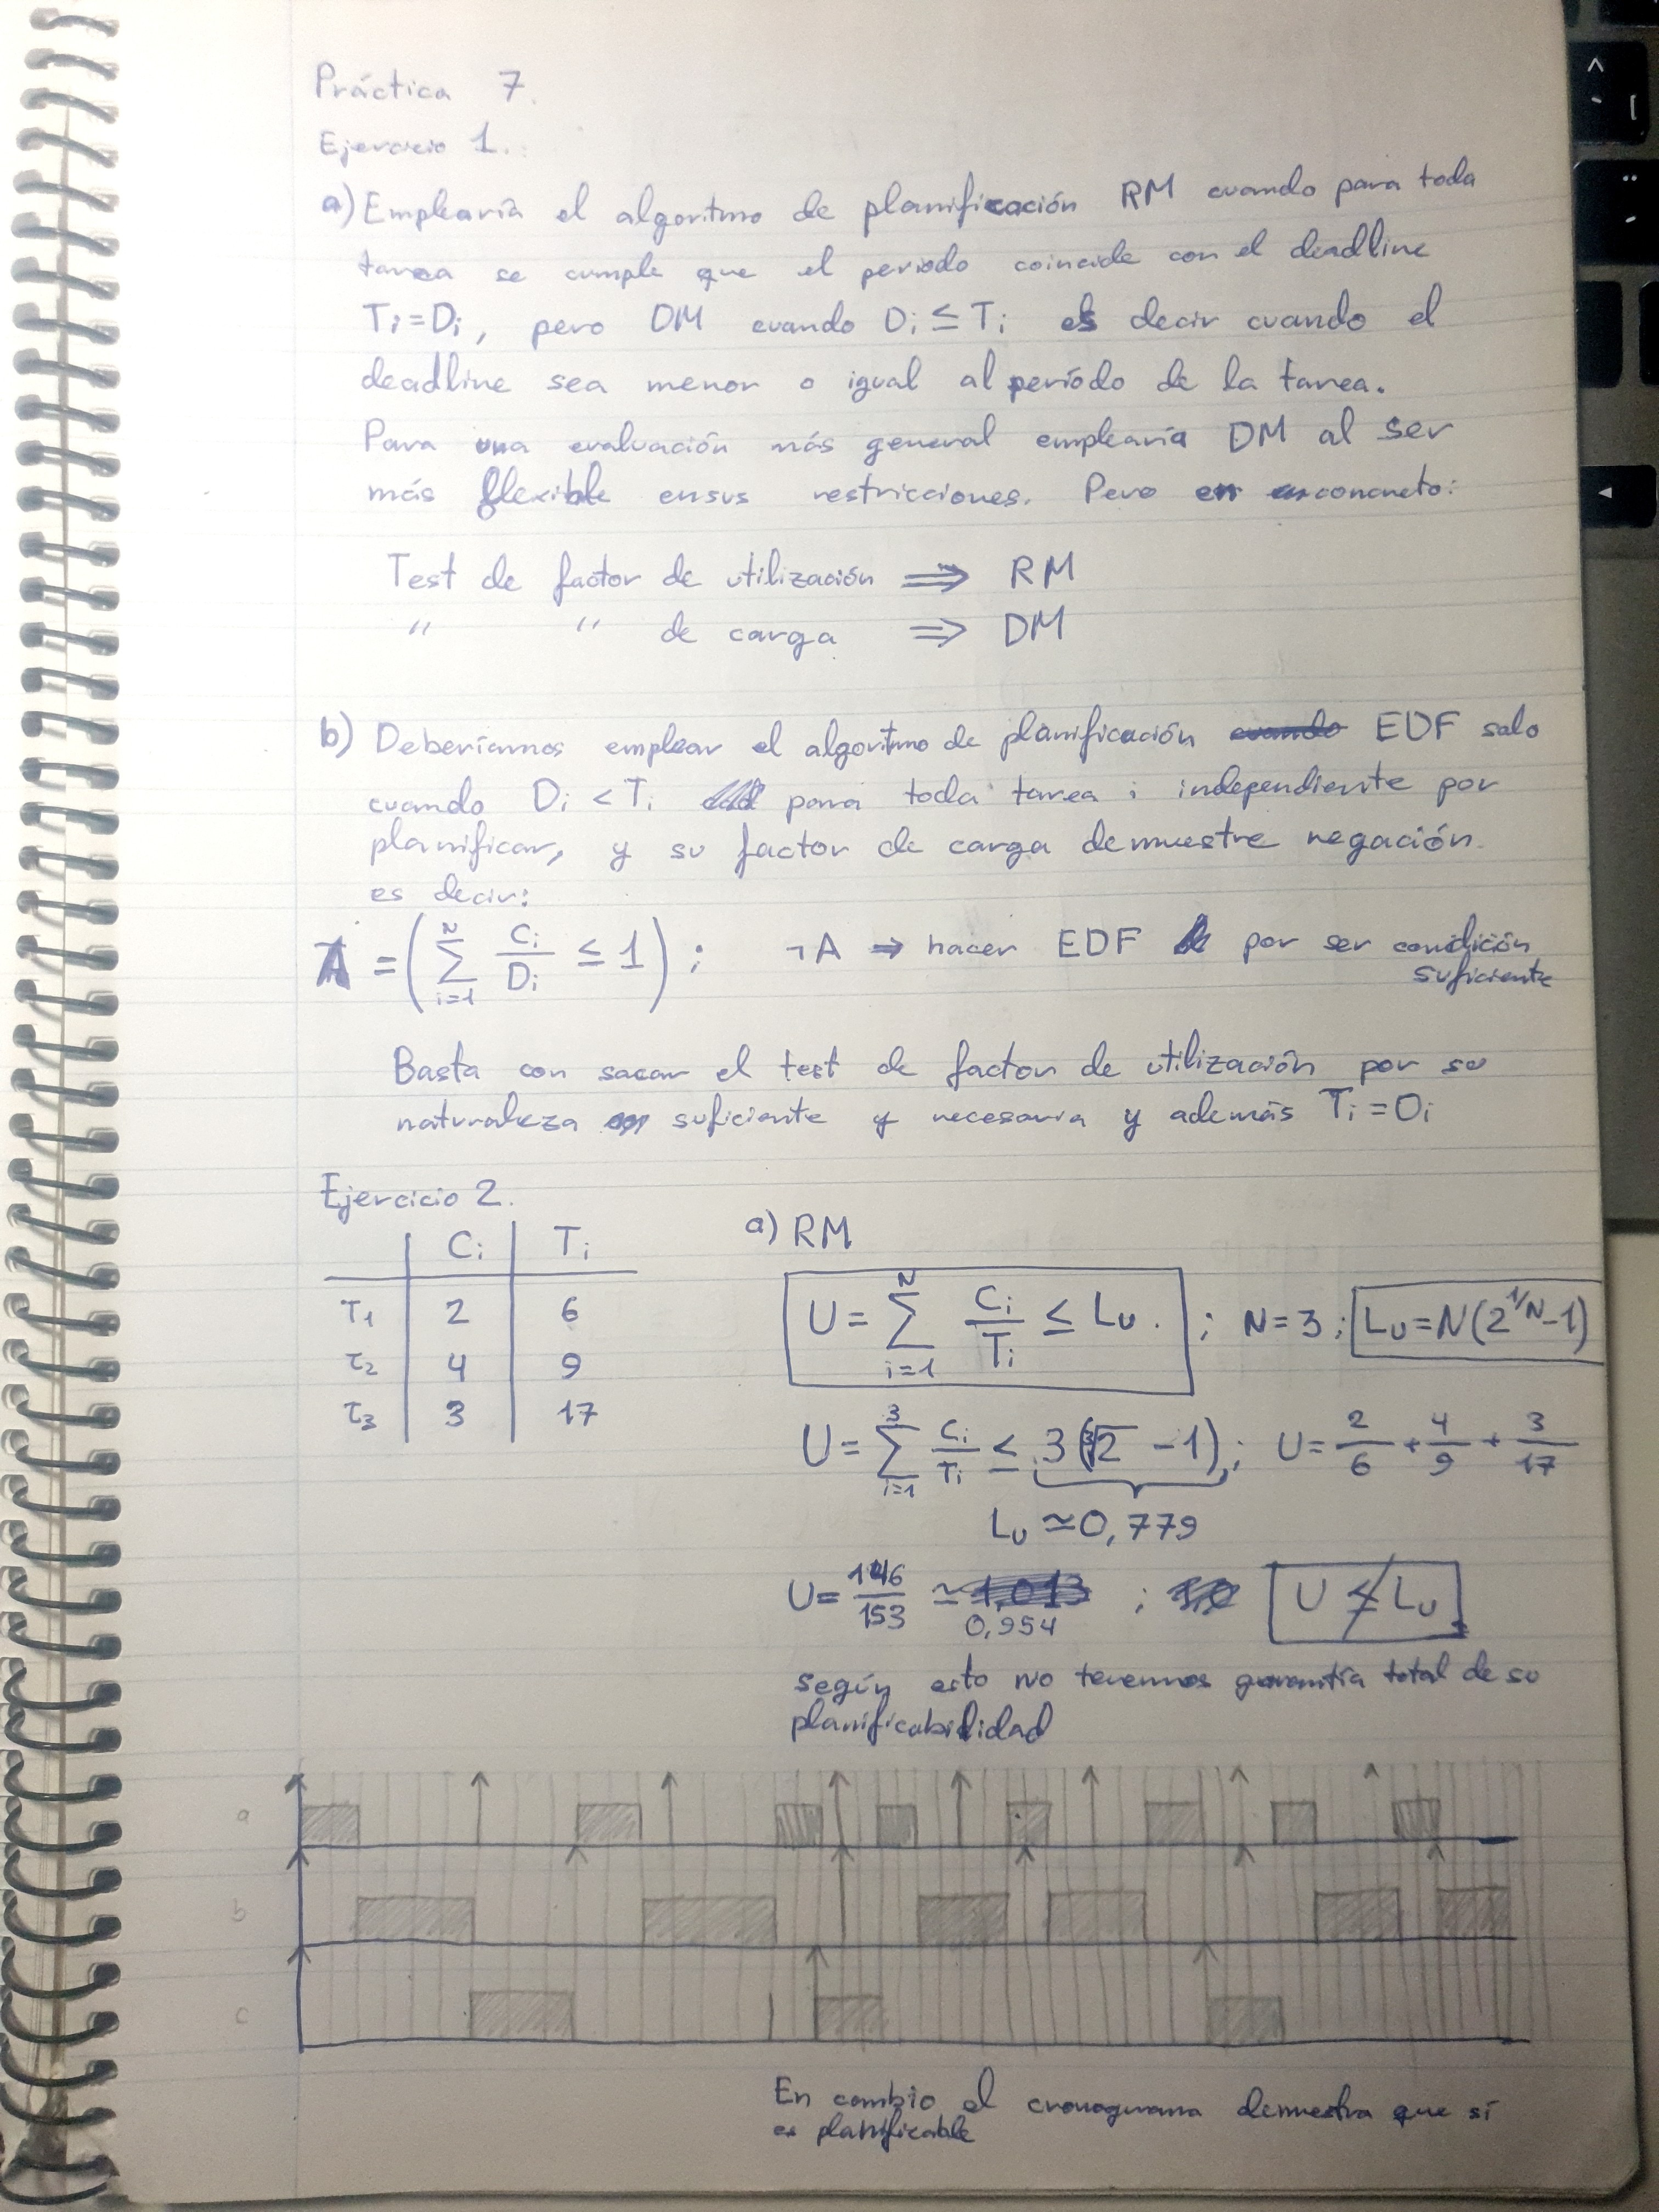 Práctica 7.
Ejercicio 1.
a) Emplearía el algoritmo de planificación RM cuando para toda
tarea se cumple que el periodo coincide con el deadline
Ti=Di, pero DM cuando Di ≤ Ti es decir cuando el
deadline sea menor o igual al período de la tarea.
Para una evaluación más general emplearía DM al ser
más flexible en sus restricciones. Pero en concreto:
Test de factor de utilización ⟹ RM
" " de carga ⟹ DM
b) Deberíamos emplear el algoritmo de planificación EDF solo
cuando Di < Ti para toda tarea i independiente por
planificar, y su factor de carga demuestre negación.
es decir:
A = ( N ∑ i=1 Ci/Di ≤ 1 ) ; ¬A ⇒ hacer EDF por ser condición
suficiente
Basta con sacar el test de factor de utilización por su
naturaleza suficiente y necesaria y además Ti = Di
Ejercicio 2.
a) RM
Ci Ti
τ1 2 6
τ2 4 9
τ3 3 17
U = N ∑ i=1 Ci/Ti ≤ LU . ; N = 3 ; LU = N(2^1/N - 1)
U = 3 ∑ i=1 Ci/Ti ≤ 3(∛2 - 1) ; U = 2/6 + 4/9 + 3/17
LU ≃ 0,779
U = 146/153 ≃ 0,954 ; U ≰ LU
según esto no tenemos garantía total de su
planificabilidad
a
b
c
En cambio el cronograma demuestra que sí
es planificable